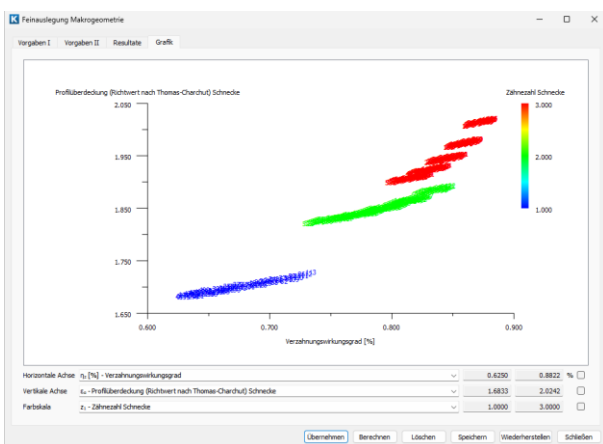 K Feinauslegung Makrogeometrie
Vorgaben I Vorgaben II Resultate Grafik
Profilüberdeckung (Richtwert nach Thomas-Charchut) Schnecke
Zähnezahl Schnecke
2.050
3.000
1.950
2.000
1.850
1.000
1.750
1.650
0.600 0.700 0.800 0.900
Verzahnungswirkungsgrad [%]
Horizontale Achse ηz [%] - Verzahnungswirkungsgrad 0.6250 0.8822 %
Vertikale Achse εα - Profilüberdeckung (Richtwert nach Thomas-Charchut) Schnecke 1.6833 2.0242
Farbskala z₁ - Zähnezahl Schnecke 1.0000 3.0000
Übernehmen Berechnen Löschen Speichern Wiederherstellen Schließen